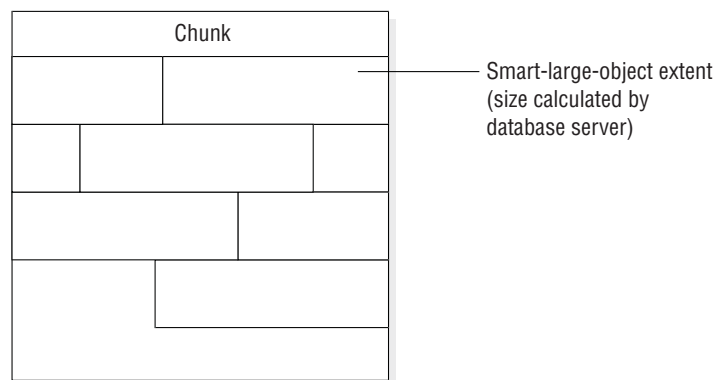 Chunk
Smart-large-object extent
(size calculated by
database server)